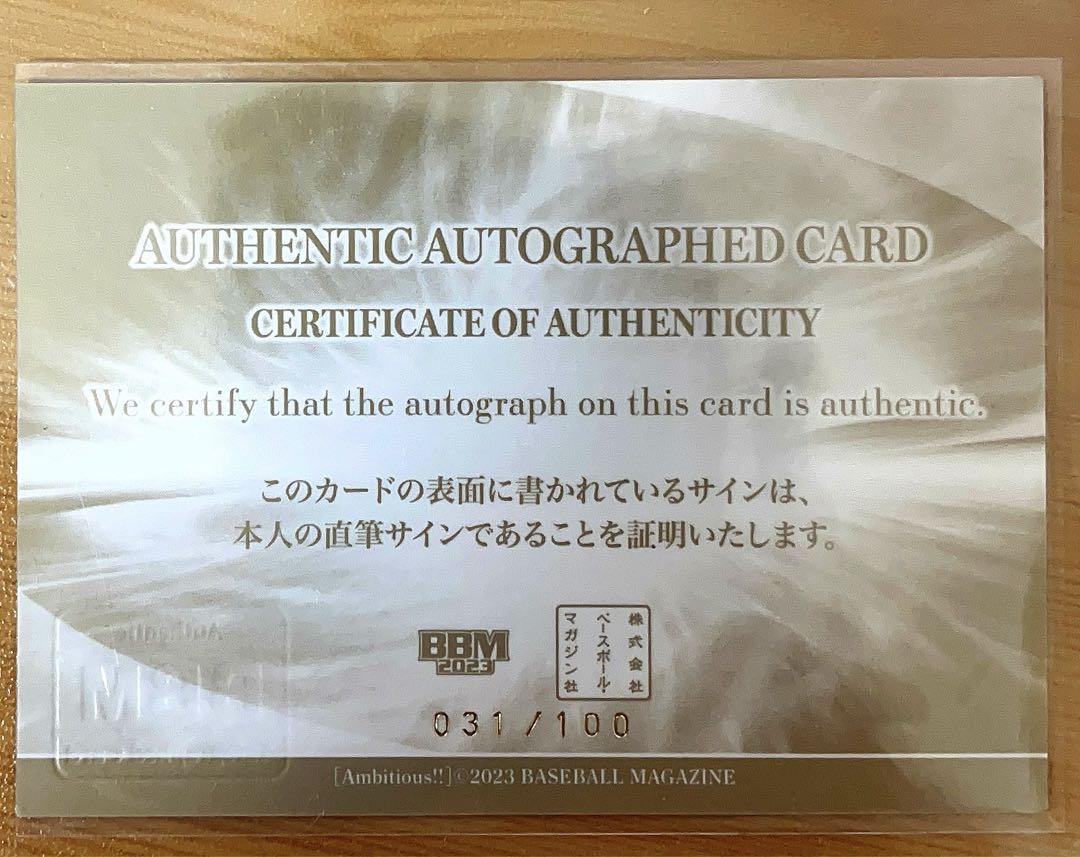 AUTHENTIC AUTOGRAPHED CARD
CERTIFICATE OF AUTHENTICITY
We certify that the autograph on this card is authentic.
このカードの表面に書かれているサインは、
本人の直筆サインであることを証明いたします。
BBM
2023
株式会社
ベースボール・
マガジン社
031/100
[Ambitious!!]©2023 BASEBALL MAGAZINE